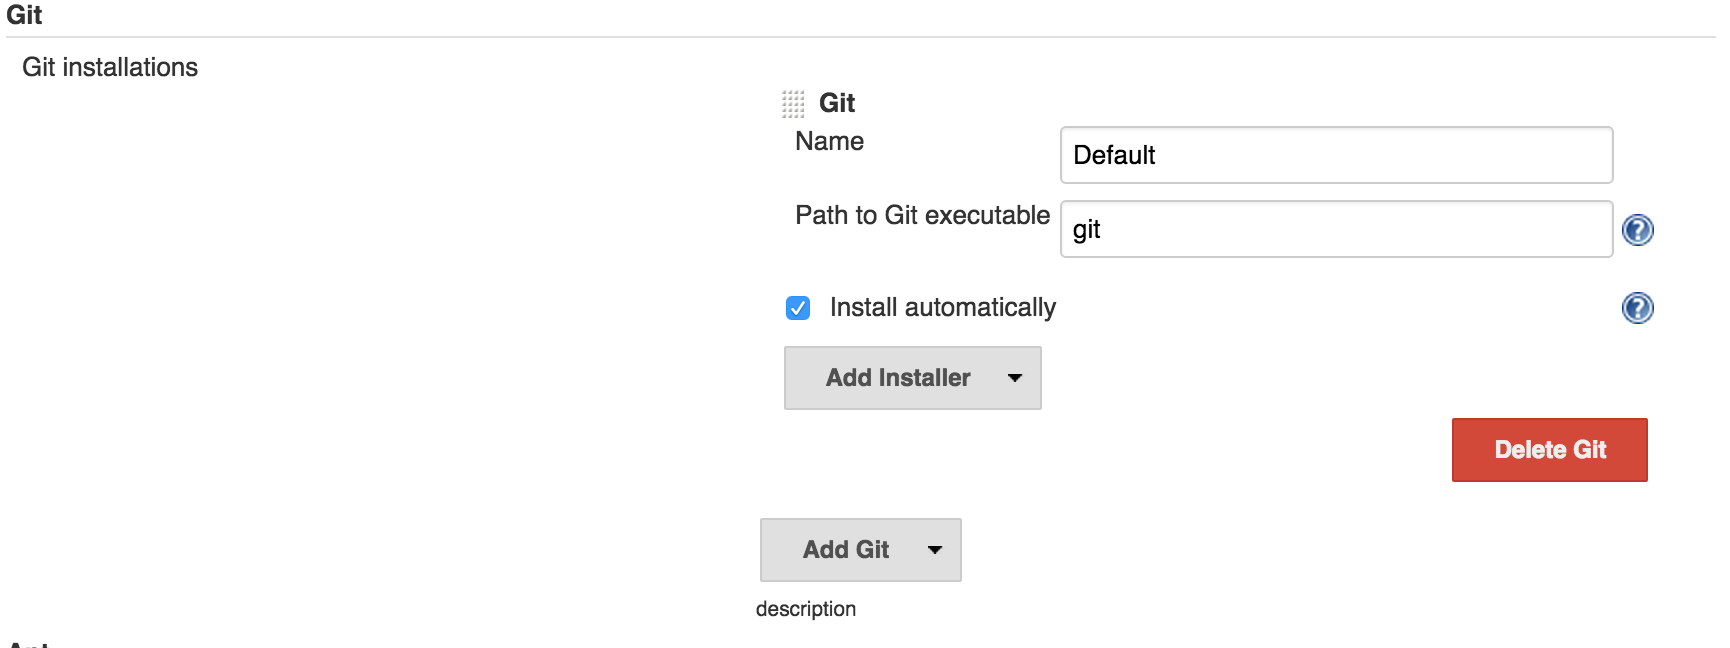 Git
Git installations
Git
Name
Default
Path to Git executable
git
Install automatically
Add Installer
Delete Git
Add Git
description